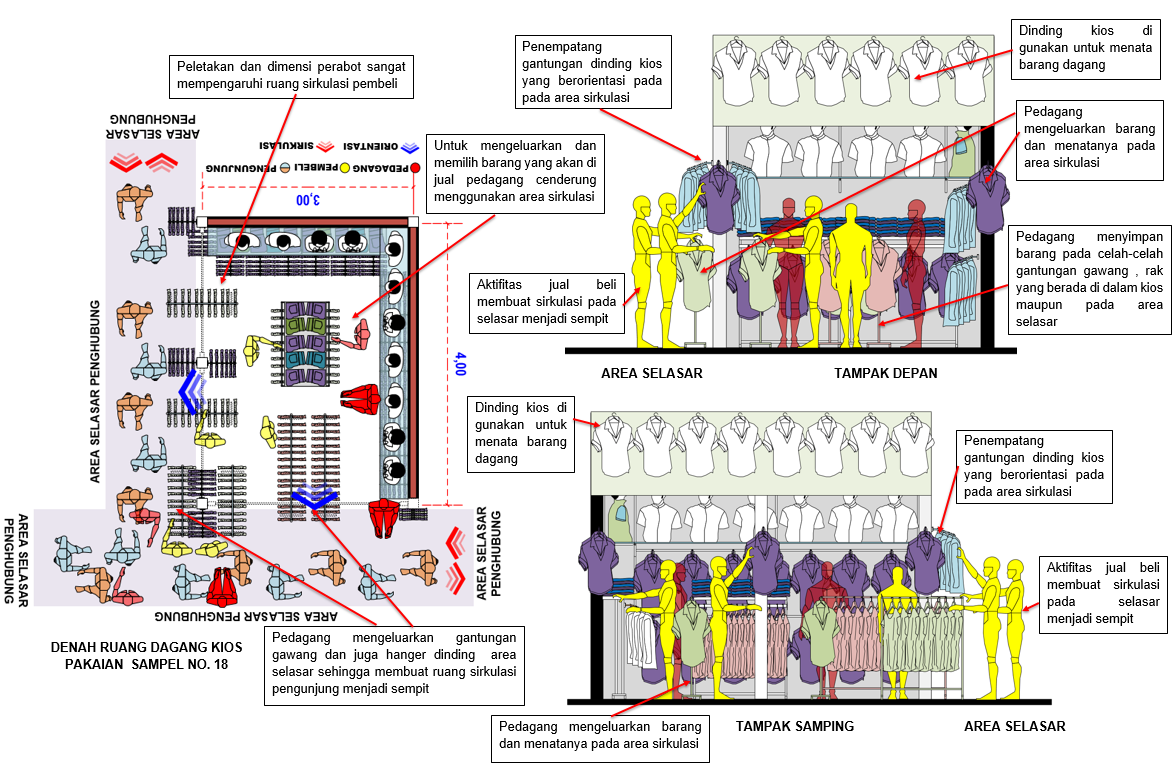 Peletakan dan dimensi perabot sangat
mempengaruhi ruang sirkulasi pembeli
AREA SELASAR
PENGHUBUNG
ORIENTASI
SIRKULASI
PEDAGANG
PEMBELI
PENGUNJUNG
3,00
4,00
Untuk mengeluarkan dan
memilih barang yang akan di
jual pedagang cenderung
menggunakan area sirkulasi
AREA SELASAR PENGHUBUNG
AREA SELASAR
PENGHUBUNG
AREA SELASAR
PENGHUBUNG
AREA SELASAR PENGHUBUNG
DENAH RUANG DAGANG KIOS
PAKAIAN SAMPEL NO. 18
Pedagang mengeluarkan gantungan
gawang dan juga hanger dinding area
selasar sehingga membuat ruang sirkulasi
pengunjung menjadi sempit
Penempatang
gantungan dinding kios
yang berorientasi pada
pada area sirkulasi
Dinding kios di
gunakan untuk menata
barang dagang
Pedagang
mengeluarkan barang
dan menatanya pada
area sirkulasi
Pedagang menyimpan
barang pada celah-celah
gantungan gawang , rak
yang berada di dalam kios
maupun pada area
selasar
Aktifitas jual beli
membuat sirkulasi pada
selasar menjadi sempit
AREA SELASAR
TAMPAK DEPAN
Dinding kios di
gunakan untuk
menata barang
dagang
Penempatang
gantungan dinding kios
yang berorientasi pada
pada area sirkulasi
Aktifitas jual beli
membuat sirkulasi
pada selasar
menjadi sempit
Pedagang mengeluarkan barang
dan menatanya pada area sirkulasi
TAMPAK SAMPING
AREA SELASAR